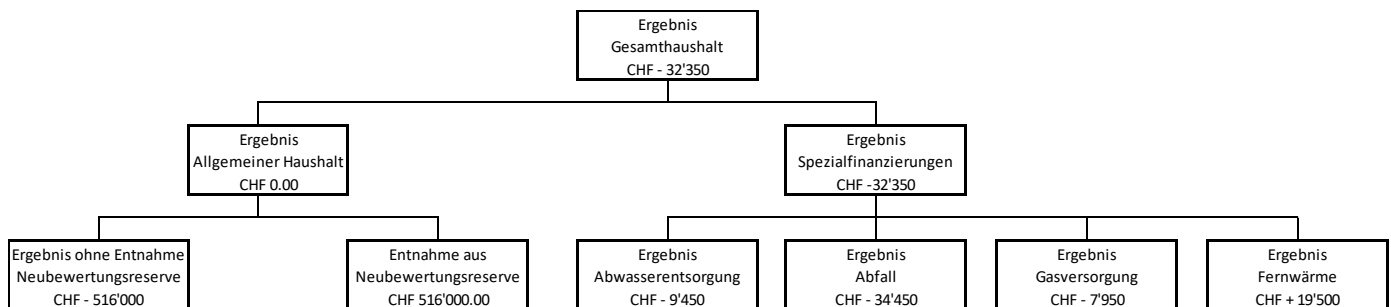 Ergebnis
Gesamthaushalt
CHF - 32'350
Ergebnis
Allgemeiner Haushalt
CHF 0.00
Ergebnis
Spezialfinanzierungen
CHF -32'350
Ergebnis ohne Entnahme
Neubewertungsreserve
CHF - 516'000
Entnahme aus
Neubewertungsreserve
CHF 516'000.00
Ergebnis
Abwasserentsorgung
CHF - 9'450
Ergebnis
Abfall
CHF - 34'450
Ergebnis
Gasversorgung
CHF - 7'950
Ergebnis
Fernwärme
CHF + 19'500